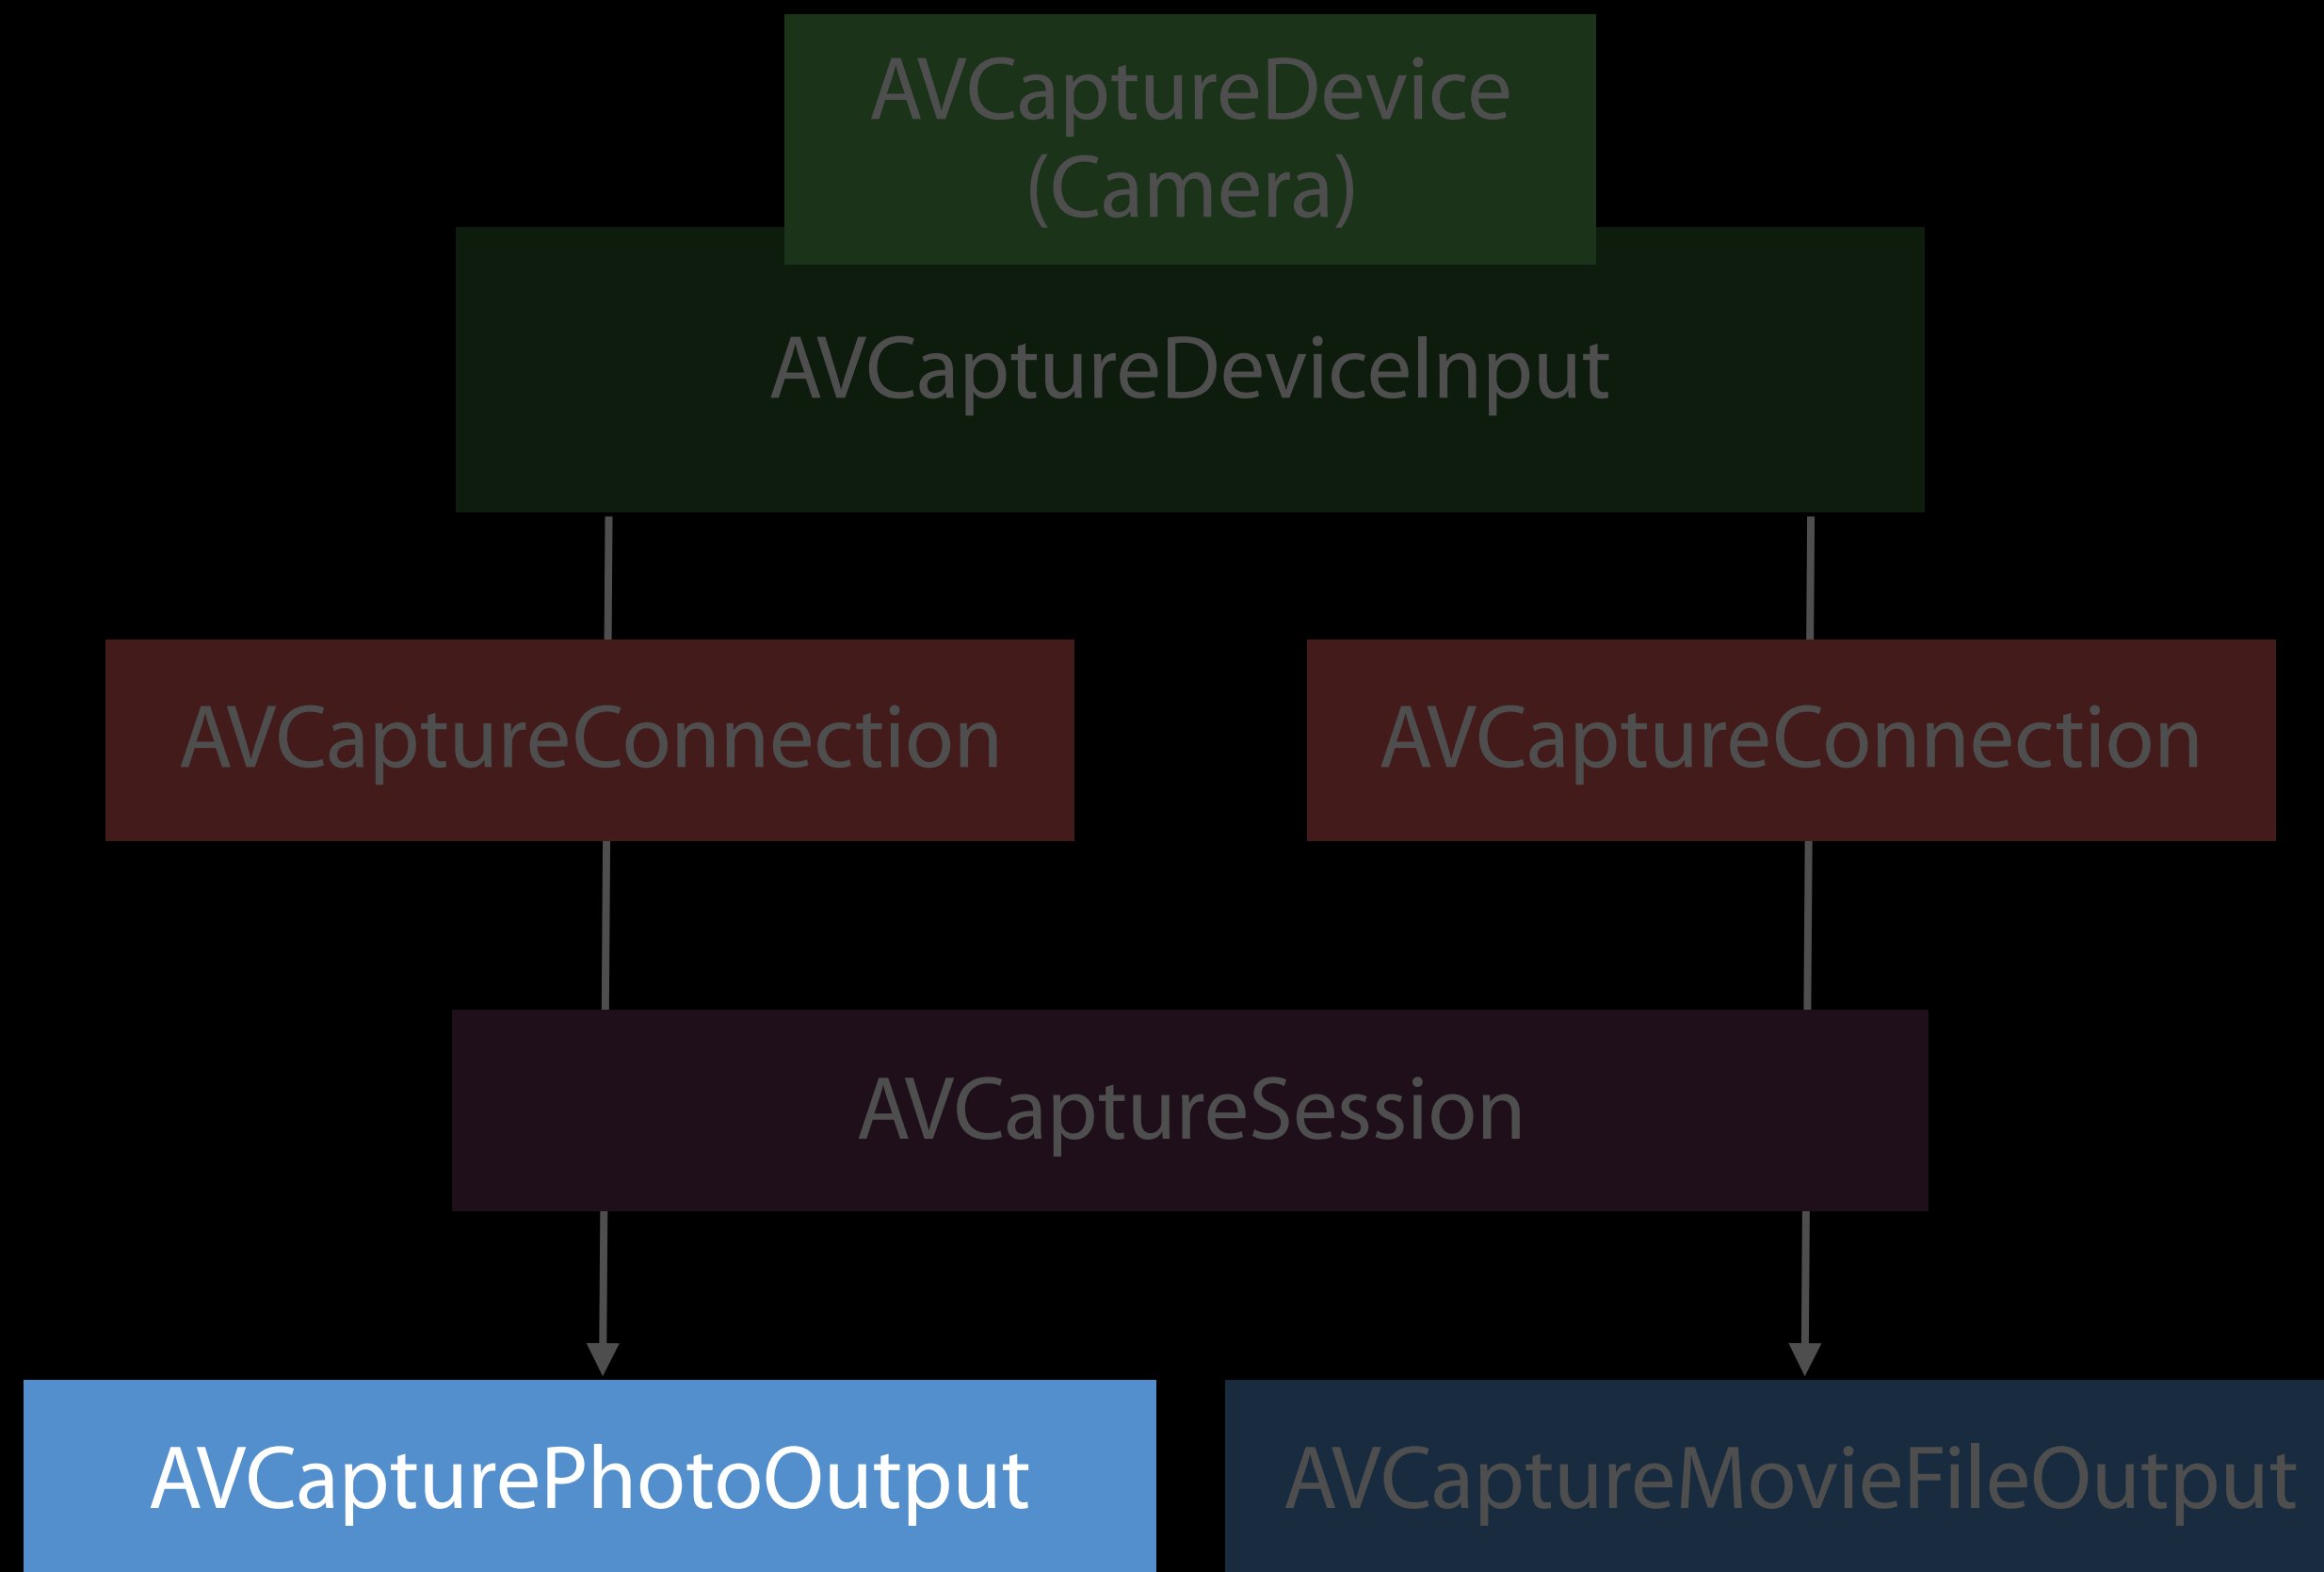 AVCaptureDevice
(Camera)
AVCaptureDeviceInput
AVCaptureConnection
AVCaptureConnection
AVCaptureSession
AVCapturePhotoOutput
AVCaptureMovieFileOutput